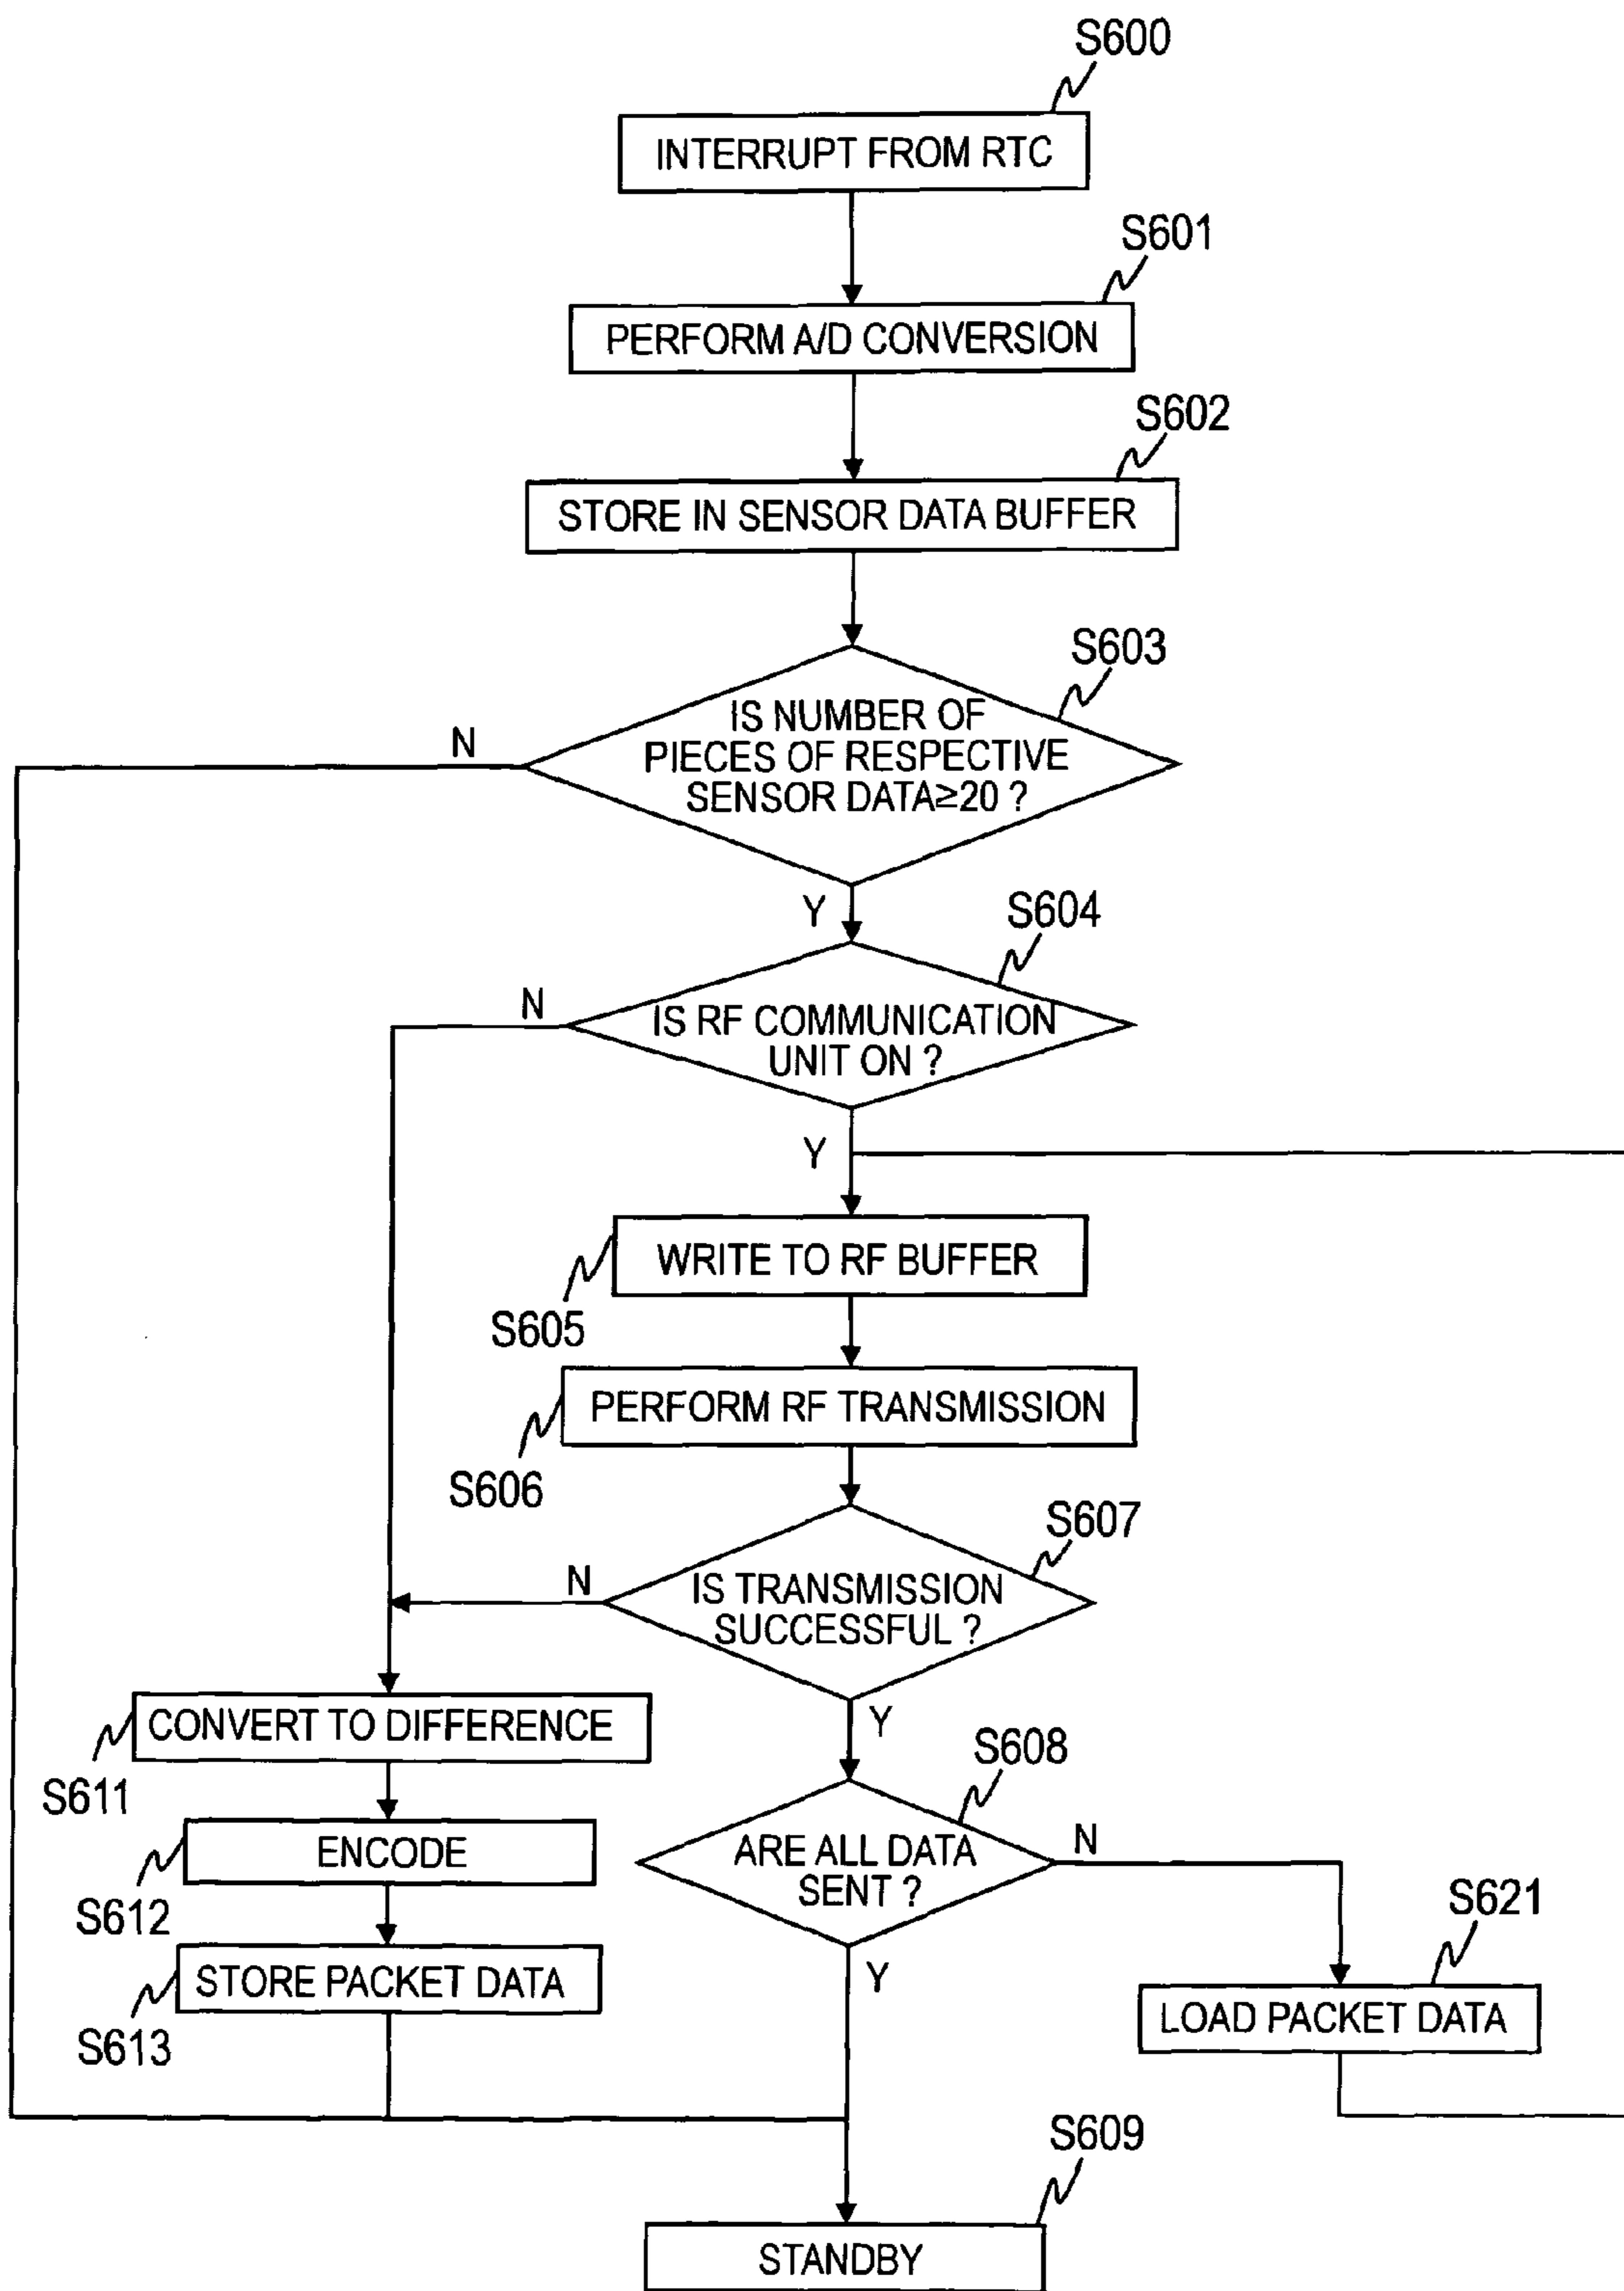 S600
INTERRUPT FROM RTC
S601
PERFORM A/D CONVERSION
S602
STORE IN SENSOR DATA BUFFER
S603
IS NUMBER OF
PIECES OF RESPECTIVE
SENSOR DATA≥20 ?
N
Y
S604
IS RF COMMUNICATION
UNIT ON ?
N
Y
WRITE TO RF BUFFER
S605
PERFORM RF TRANSMISSION
S606
S607
IS TRANSMISSION
SUCCESSFUL ?
N
Y
CONVERT TO DIFFERENCE
S611
S608
ARE ALL DATA
SENT ?
N
Y
ENCODE
S612
STORE PACKET DATA
S613
S621
LOAD PACKET DATA
S609
STANDBY